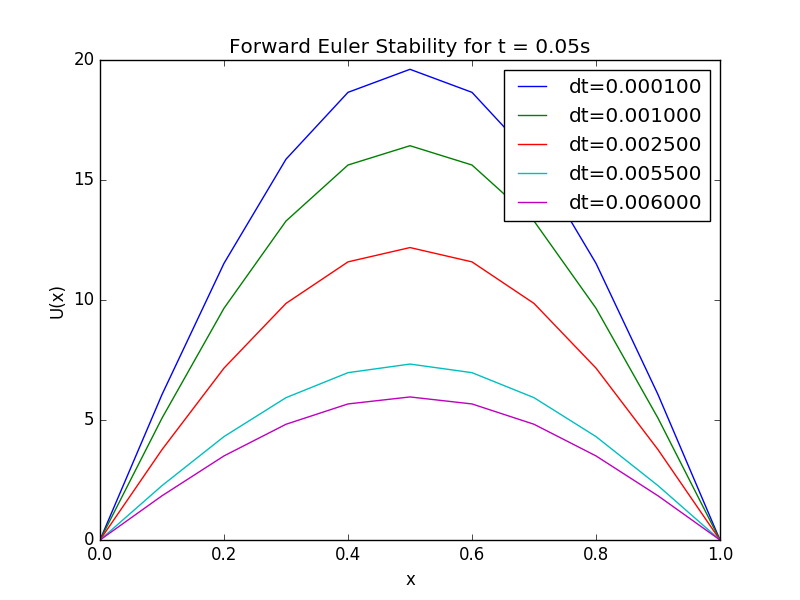 Forward Euler Stability for t = 0.05s
20
15
10
5
0
U(x)
dt=0.000100
dt=0.001000
dt=0.002500
dt=0.005500
dt=0.006000
0.0 0.2 0.4 0.6 0.8 1.0
x